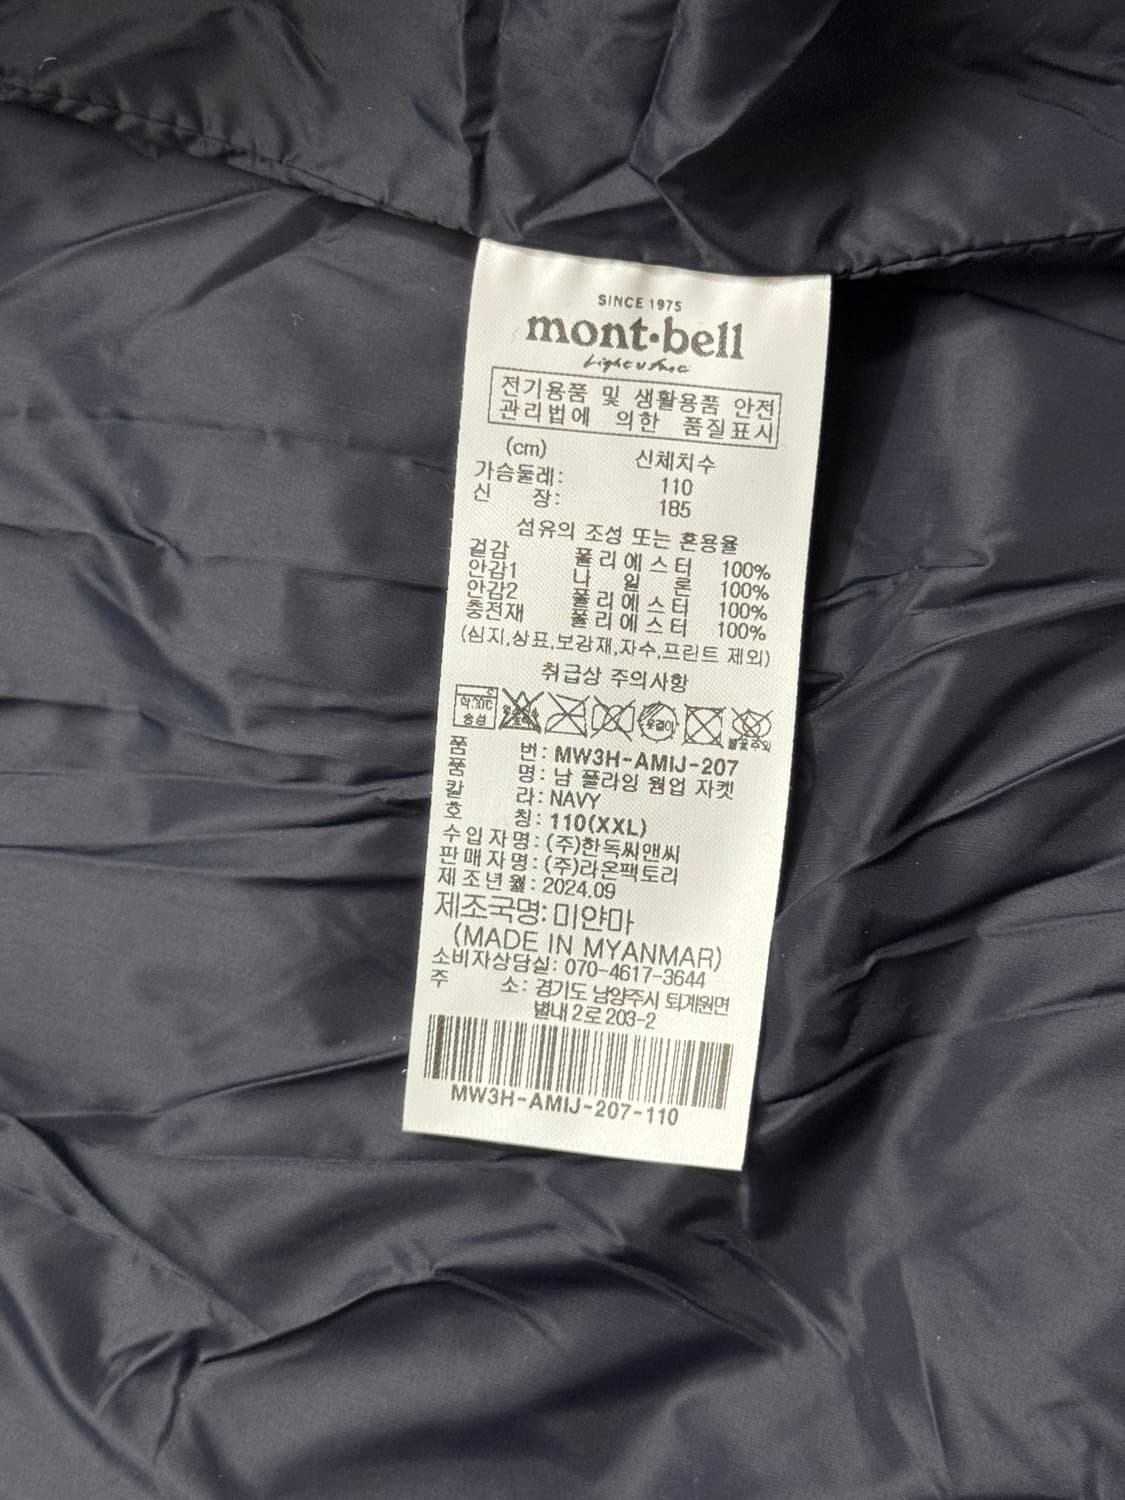 SINCE 1975
mont·bell
전기용품 및 생활용품 안전
관리법에 의한 품질표시
(cm) 신체치수
가슴둘레: 110
신 장: 185
섬유의 조성 또는 혼용율
겉감 폴리에스터 100%
안감1 나일론 100%
안감2 폴리에스터 100%
충전재 폴리에스터 100%
(심지,상표,보강재,자수,프린트 제외)
취급상 주의사항
중성 옷걸이 불꽃주의
품 번: MW3H-AMIJ-207
품 명: 남 풀라잉 웜업 자켓
칼 라: NAVY
호 칭: 110(XXL)
수입자명: (주)한독씨앤씨
판매자명: (주)라온팩토리
제조년월: 2024.09
제조국명: 미얀마
(MADE IN MYANMAR)
소비자상담실: 070-4617-3644
주 소: 경기도 남양주시 퇴계원면
별내2로 203-2
MW3H-AMIJ-207-110